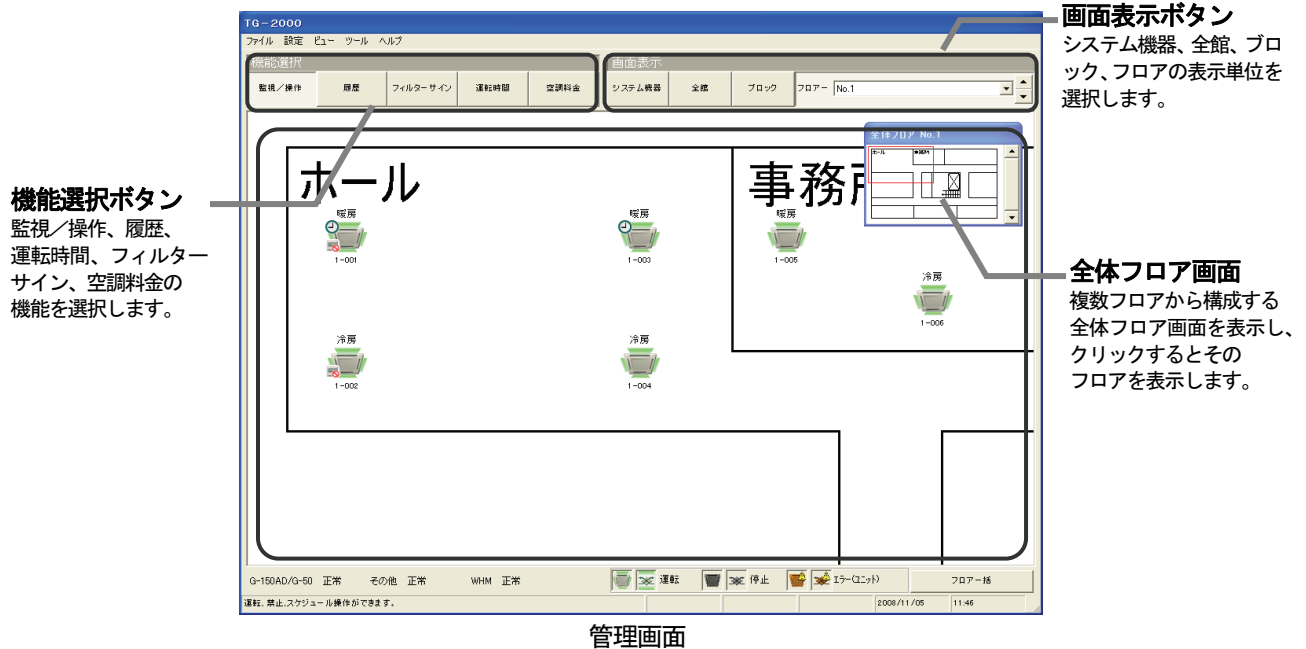 TG-2000
ファイル 設定 ビュー ツール ヘルプ
機能選択
画面表示
監視/操作 履歴 フィルターサイン 運転時間 空調料金
システム機器 全館 ブロック フロアー No.1
画面表示ボタン
システム機器、全館、ブロ
ック、フロアの表示単位を
選択します。
機能選択ボタン
監視/操作、履歴、
運転時間、フィルター
サイン、空調料金の
機能を選択します。
全体フロア No.1
ホール
事務所
ホール
事務所
暖房
1-001
暖房
1-003
暖房
1-005
冷房
1-006
冷房
1-002
冷房
1-004
全体フロア画面
複数フロアから構成する
全体フロア画面を表示し、
クリックするとその
フロアを表示します。
G-150AD/G-50 正常 その他 正常 WHM 正常
運転 停止 エラー(ユニット) フロア一括
運転、禁止、スケジュール操作ができます。
2008/11/05 11:46
管理画面